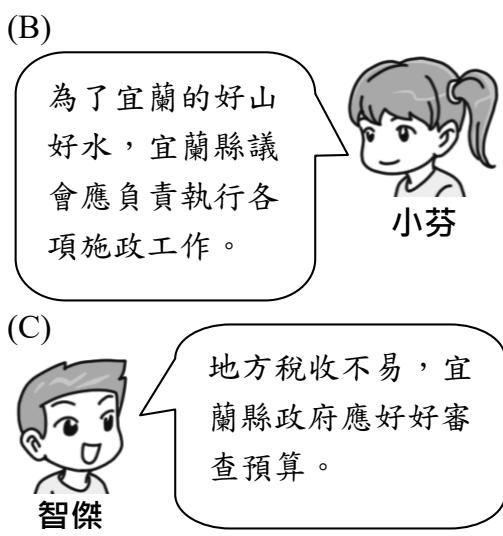 (B)
為了宜蘭的好山
好水，宜蘭縣議
會應負責執行各
項施政工作。
小芬
(C)
地方稅收不易，宜
蘭縣政府應好好審
查預算。
智傑